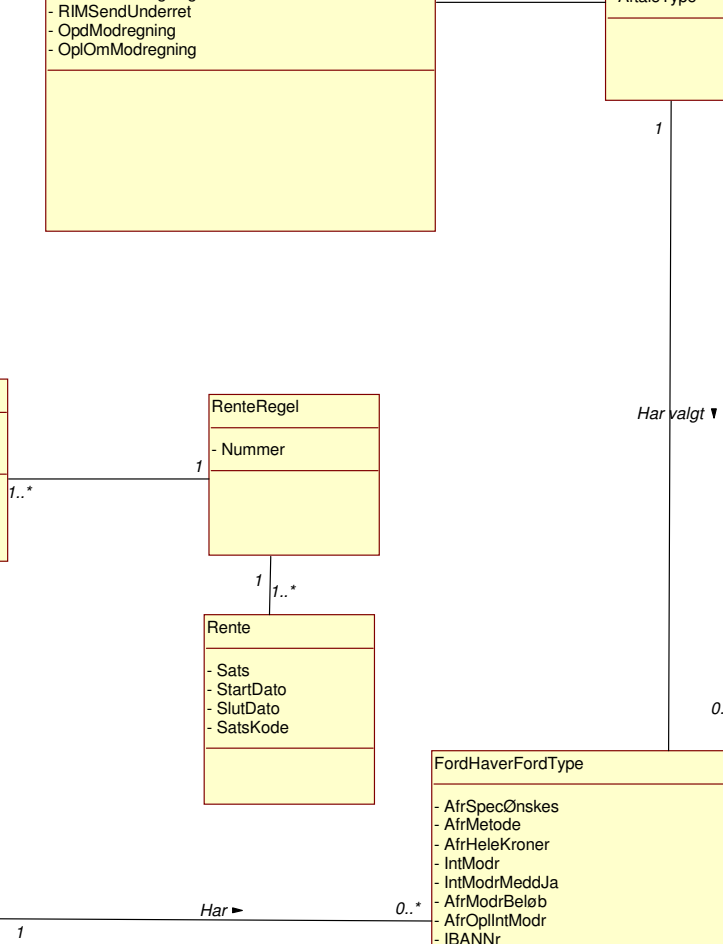 - RIMSendUnderret
- OpdModregning
- OplOmModregning
1
Har valgt
RenteRegel
- Nummer
1
1..*
1
1..*
Rente
- Sats
- StartDato
- SlutDato
- SatsKode
0.
FordHaverFordType
- AfrSpecØnskes
- AfrMetode
- AfrHeleKroner
- IntModr
- IntModrMeddJa
- AfrModrBeløb
- AfrOplIntModr
- IBANNr
Har
0..*
1